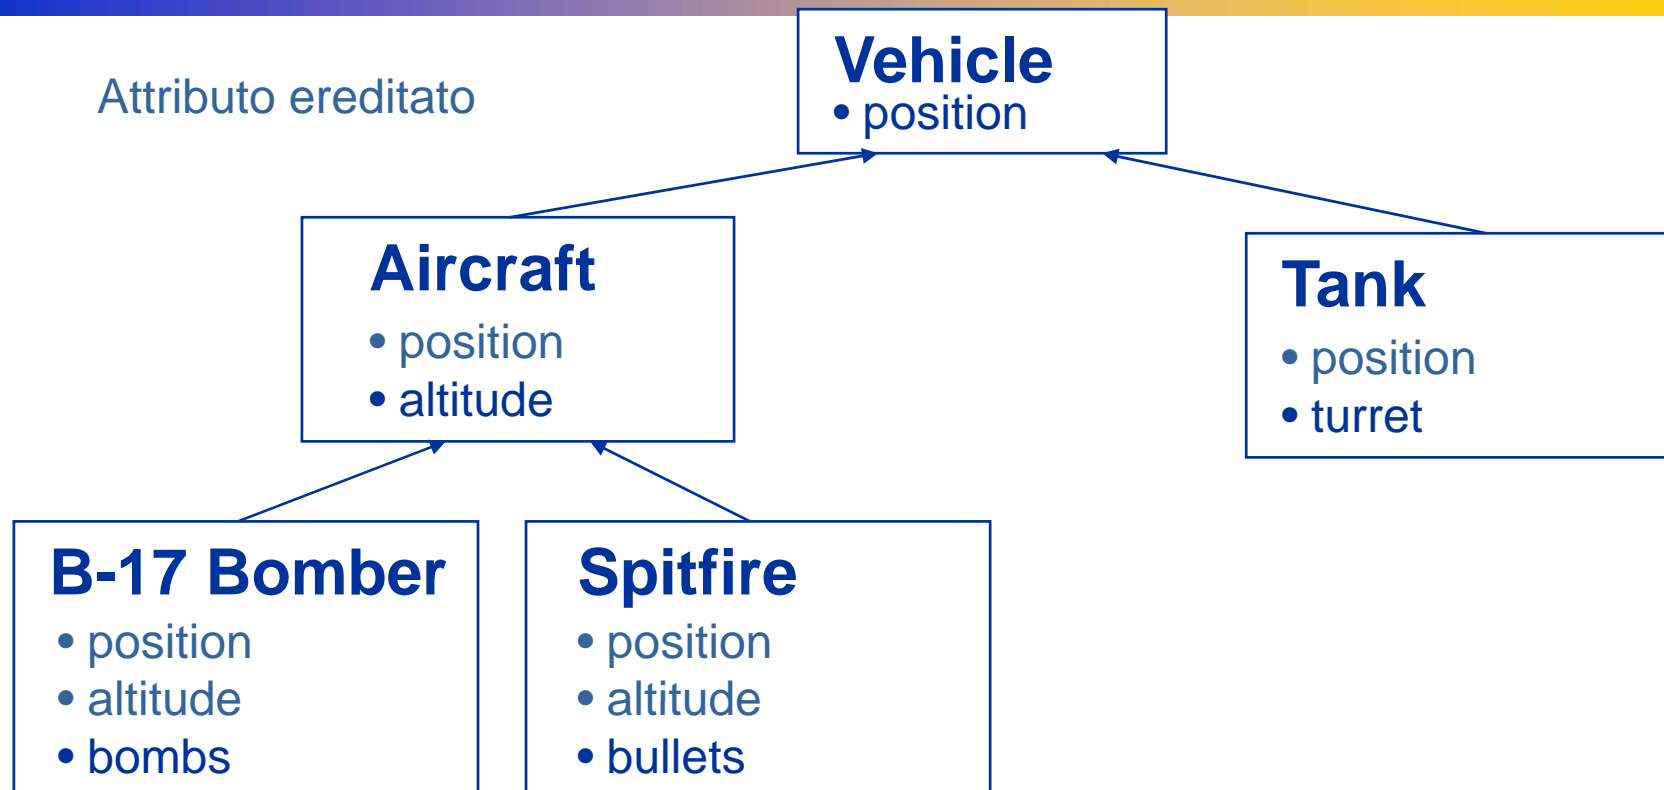 Attributo ereditato
Vehicle
• position
Aircraft
• position
• altitude
Tank
• position
• turret
B-17 Bomber
• position
• altitude
• bombs
Spitfire
• position
• altitude
• bullets